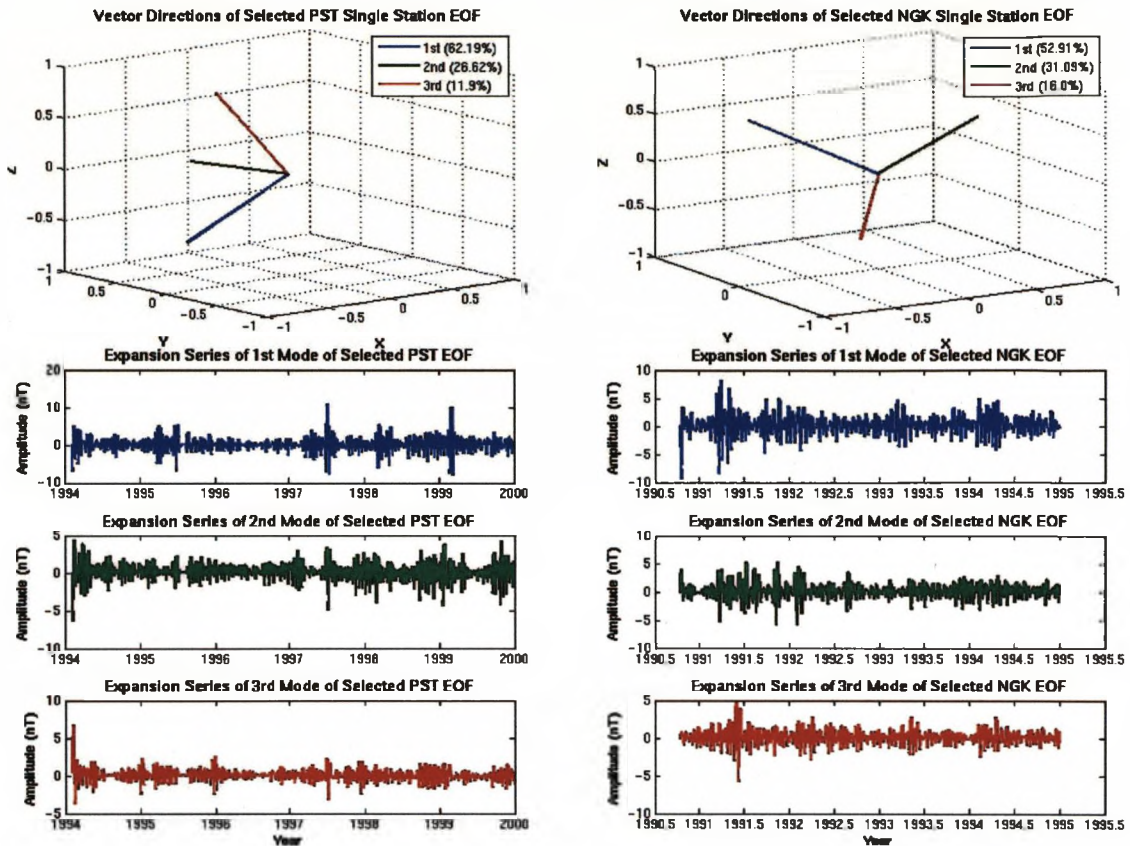 Vector Directions of Selected PST Single Station EOF
1st (62.19%)
2nd (26.62%)
3rd (11.9%)
Z
1
0.5
0
-0.5
-1
1
0.5
0
-0.5
-1
-1
-0.5
0
0.5
1
Y
X
Expansion Series of 1st Mode of Selected PST EOF
Amplitude (nT)
20
10
0
-10
1994 1995 1996 1997 1998 1999 2000
Expansion Series of 2nd Mode of Selected PST EOF
Amplitude (nT)
5
0
-5
-10
1994 1995 1996 1997 1998 1999 2000
Expansion Series of 3rd Mode of Selected PST EOF
Amplitude (nT)
10
5
0
-5
1994 1995 1996 1997 1998 1999 2000
Year
Vector Directions of Selected NGK Single Station EOF
1st (52.91%)
2nd (31.09%)
3rd (16.0%)
Z
1
0.5
0
-0.5
-1
1
0
-1
-1
-0.5
0
0.5
1
Y
X
Expansion Series of 1st Mode of Selected NGK EOF
Amplitude (nT)
10
5
0
-5
-10
1990.5 1991 1991.5 1992 1992.5 1993 1993.5 1994 1994.5 1995 1995.5
Expansion Series of 2nd Mode of Selected NGK EOF
Amplitude (nT)
10
5
0
-5
-10
1990.5 1991 1991.5 1992 1992.5 1993 1993.5 1994 1994.5 1995 1995.5
Expansion Series of 3rd Mode of Selected NGK EOF
Amplitude (nT)
5
0
-5
-10
1990.5 1991 1991.5 1992 1992.5 1993 1993.5 1994 1994.5 1995 1995.5
Year